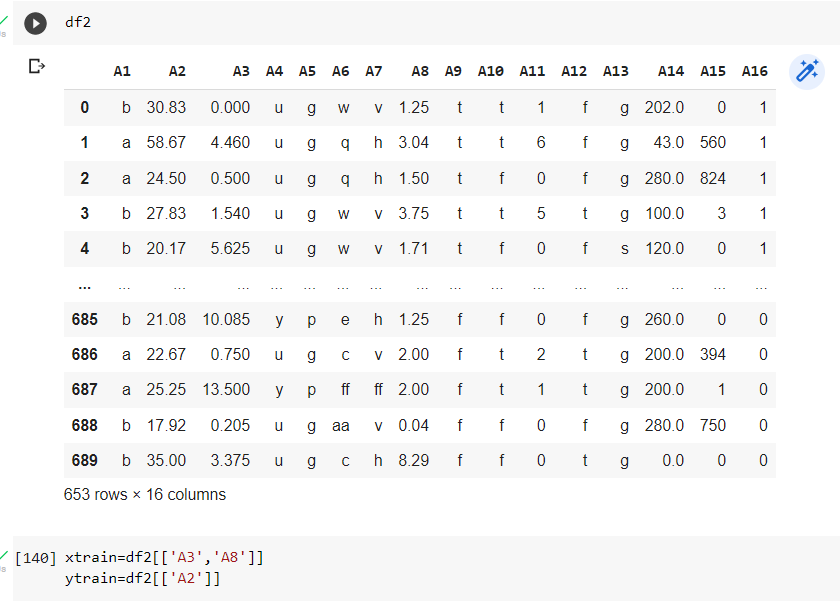 df2
A1 A2 A3 A4 A5 A6 A7 A8 A9 A10 A11 A12 A13 A14 A15 A16
0 b 30.83 0.000 u g w v 1.25 t t 1 f g 202.0 0 1
1 a 58.67 4.460 u g q h 3.04 t t 6 f g 43.0 560 1
2 a 24.50 0.500 u g q h 1.50 t f 0 f g 280.0 824 1
3 b 27.83 1.540 u g w v 3.75 t t 5 t g 100.0 3 1
4 b 20.17 5.625 u g w v 1.71 t f 0 f s 120.0 0 1
... ... ... ... ... ... ... ... ... ... ... ... ... ... ... ... ...
685 b 21.08 10.085 y p e h 1.25 f f 0 f g 260.0 0 0
686 a 22.67 0.750 u g c v 2.00 f t 2 t g 200.0 394 0
687 a 25.25 13.500 y p ff ff 2.00 f t 1 t g 200.0 1 0
688 b 17.92 0.205 u g aa v 0.04 f f 0 f g 280.0 750 0
689 b 35.00 3.375 u g c h 8.29 f f 0 t g 0.0 0 0
653 rows × 16 columns
[140] xtrain=df2[['A3','A8']]
ytrain=df2[['A2']]